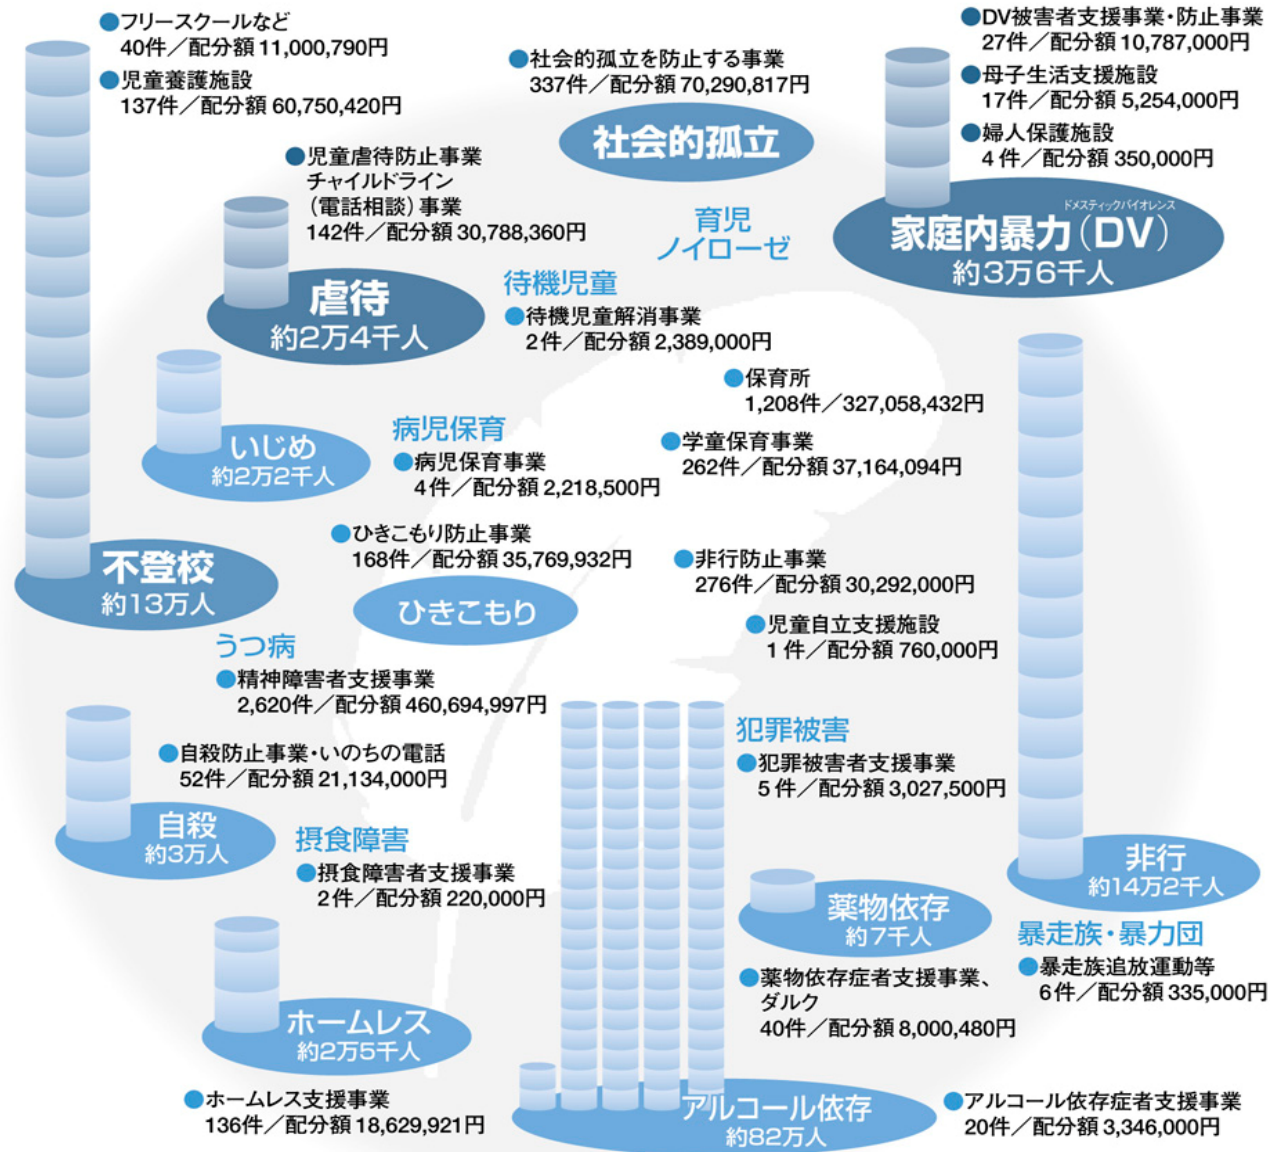 ●フリースクールなど
40件／配分額 11,000,790円
●児童養護施設
137件／配分額 60,750,420円
●社会的孤立を防止する事業
337件／配分額 70,290,817円
社会的孤立
●DV被害者支援事業・防止事業
27件／配分額 10,787,000円
●母子生活支援施設
17件／配分額 5,254,000円
●婦人保護施設
4件／配分額 350,000円
ドメスティックバイオレンス
家庭内暴力（DV）
約3万6千人
●児童虐待防止事業
チャイルドライン
（電話相談）事業
142件／配分額 30,788,360円
虐待
約2万4千人
育児
ノイローゼ
待機児童
●待機児童解消事業
2件／配分額 2,389,000円
●保育所
1,208件／327,058,432円
●学童保育事業
262件／配分額 37,164,094円
いじめ
約2万2千人
病児保育
●病児保育事業
4件／配分額 2,218,500円
不登校
約13万人
●ひきこもり防止事業
168件／配分額 35,769,932円
ひきこもり
●非行防止事業
276件／配分額 30,292,000円
●児童自立支援施設
1件／配分額 760,000円
うつ病
●精神障害者支援事業
2,620件／配分額 460,694,997円
●自殺防止事業・いのちの電話
52件／配分額 21,134,000円
自殺
約3万人
犯罪被害
●犯罪被害者支援事業
5件／配分額 3,027,500円
摂食障害
●摂食障害者支援事業
2件／配分額 220,000円
非行
約14万2千人
薬物依存
約7千人
●薬物依存症者支援事業、
ダルク
40件／配分額 8,000,480円
暴走族・暴力団
●暴走族追放運動等
6件／配分額 335,000円
ホームレス
約2万5千人
●ホームレス支援事業
136件／配分額 18,629,921円
アルコール依存
約82万人
●アルコール依存症者支援事業
20件／配分額 3,346,000円